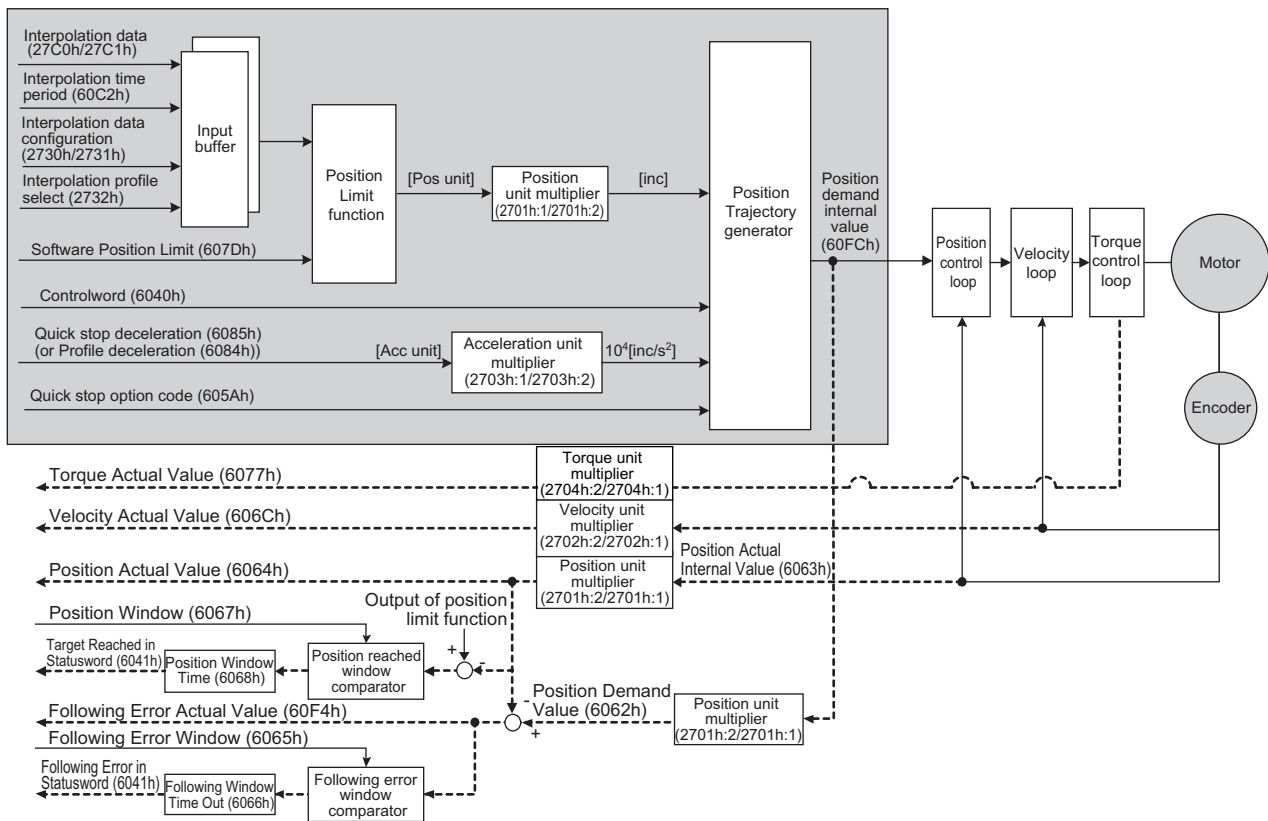 Interpolation data
(27C0h/27C1h)
Interpolation time
period (60C2h)
Interpolation data
configuration
(2730h/2731h)
Interpolation profile
select (2732h)
Input
buffer
Software Position Limit (607Dh)
Position
Limit
function
[Pos unit]
Position
unit multiplier
(2701h:1/2701h:2)
[inc]
Position
Trajectory
generator
Position
demand
internal
value
(60FCh)
Position
control
loop
Velocity
loop
Torque
control
loop
Motor
Encoder
Controlword (6040h)
Quick stop deceleration (6085h)
(or Profile deceleration (6084h))
[Acc unit]
Acceleration unit
multiplier
(2703h:1/2703h:2)
10⁴[inc/s²]
Quick stop option code (605Ah)
Torque Actual Value (6077h)
Torque unit
multiplier
(2704h:2/2704h:1)
Velocity Actual Value (606Ch)
Velocity unit
multiplier
(2702h:2/2702h:1)
Position Actual Value (6064h)
Position unit
multiplier
(2701h:2/2701h:1)
Position Actual
Internal Value (6063h)
Position Window (6067h)
Output of position
limit function
+
-
Target Reached in
Statusword (6041h)
Position Window
Time (6068h)
Position reached
window
comparator
Following Error Actual Value (60F4h)
-
+
Position Demand
Value (6062h)
Position unit
multiplier
(2701h:2/2701h:1)
Following Error Window (6065h)
Following Error in
Statusword (6041h)
Following Window
Time Out (6066h)
Following error
window
comparator